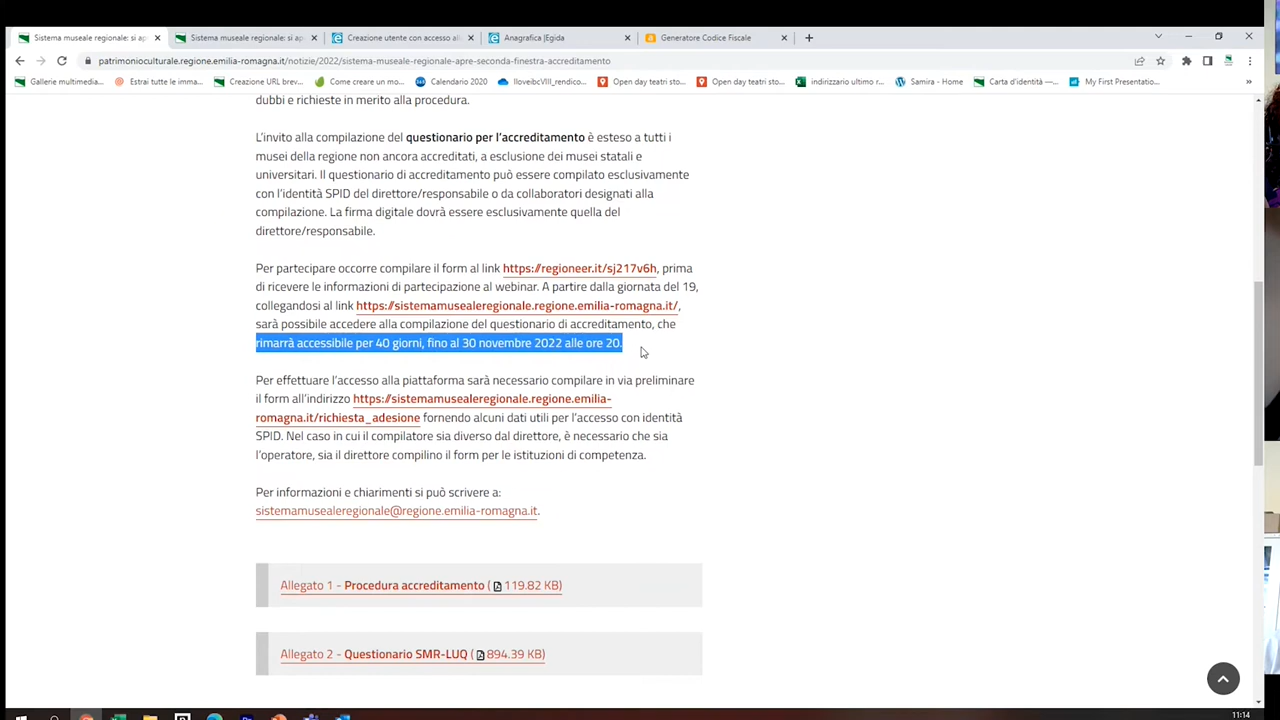 Sistema museale regionale: si ap
Sistema museale regionale: si ap
Creazione utente con accesso all
Anagrafica |Egida
Generatore Codice Fiscale
patrimonioculturale.regione.emilia-romagna.it/notizie/2022/sistema-museale-regionale-apre-seconda-finestra-accreditamento
Gallerie multimedia...
Estrai tutte le imma...
Creazione URL brev...
Come creare un mo...
Calendario 2020
IloveibcVIII_rendico...
Open day teatri sto...
Open day teatri sto...
indirizzario ultimo r...
Samira - Home
Carta d'identità —...
My First Presentatio...
dubbi e richieste in merito alla procedura.
L'invito alla compilazione del questionario per l'accreditamento è esteso a tutti i
musei della regione non ancora accreditati, a esclusione dei musei statali e
universitari. Il questionario di accreditamento può essere compilato esclusivamente
con l'identità SPID del direttore/responsabile o da collaboratori designati alla
compilazione. La firma digitale dovrà essere esclusivamente quella del
direttore/responsabile.
Per partecipare occorre compilare il form al link https://regioneer.it/sj217v6h, prima
di ricevere le informazioni di partecipazione al webinar. A partire dalla giornata del 19,
collegandosi al link https://sistemamusealeregionale.regione.emilia-romagna.it/,
sarà possibile accedere alla compilazione del questionario di accreditamento, che
rimarrà accessibile per 40 giorni, fino al 30 novembre 2022 alle ore 20.
Per effettuare l'accesso alla piattaforma sarà necessario compilare in via preliminare
il form all'indirizzo https://sistemamusealeregionale.regione.emilia-
romagna.it/richiesta_adesione fornendo alcuni dati utili per l'accesso con identità
SPID. Nel caso in cui il compilatore sia diverso dal direttore, è necessario che sia
l'operatore, sia il direttore compilino il form per le istituzioni di competenza.
Per informazioni e chiarimenti si può scrivere a:
sistemamusealeregionale@regione.emilia-romagna.it.
Allegato 1 - Procedura accreditamento ( 119.82 KB)
Allegato 2 - Questionario SMR-LUQ ( 894.39 KB)
11:14